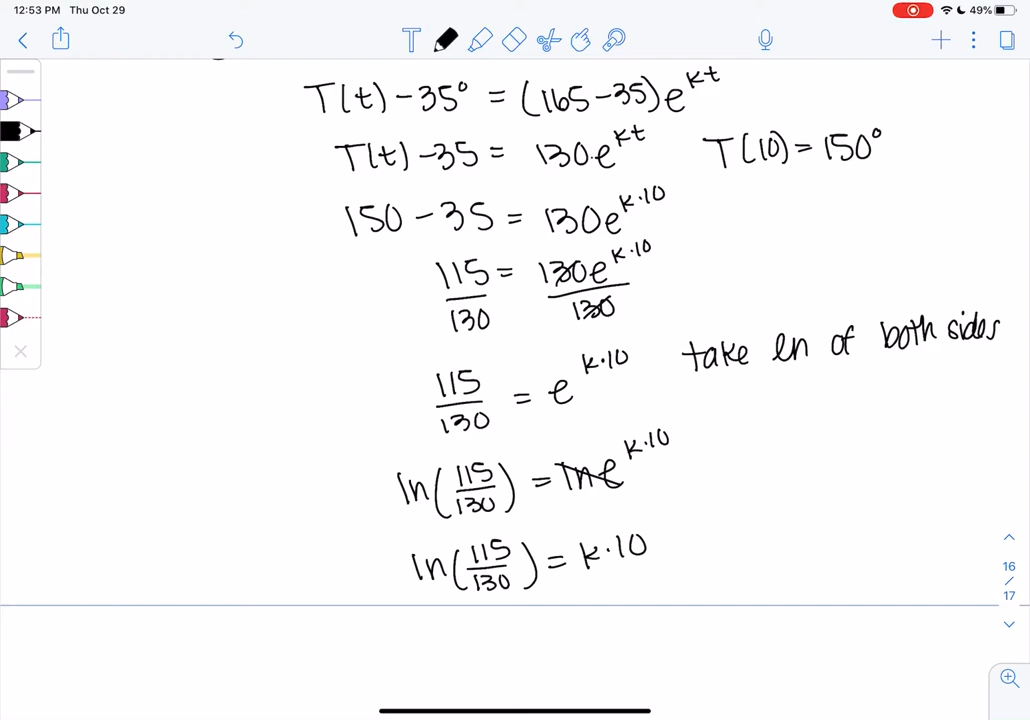 12:53 PM Thu Oct 29
49%
T
T(t) - 35° = (165 - 35)e^{kt}
T(t) - 35 = 130·e^{kt} T(10) = 150°
150 - 35 = 130e^{k·10}
115/130 = 130e^{k·10}/130
115/130 = e^{k·10} take ln of both sides
ln(115/130) = ln e^{k·10}
ln(115/130) = k·10
16
/
17